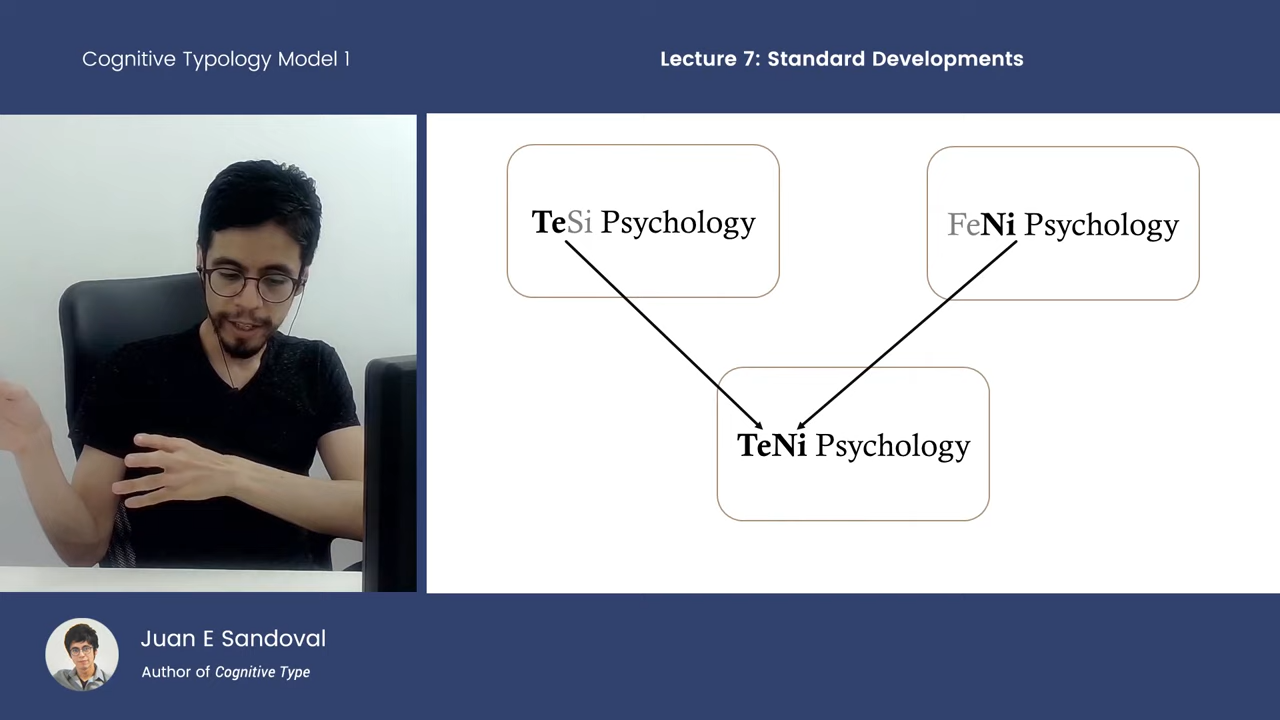 Cognitive Typology Model 1
Lecture 7: Standard Developments
TeSi Psychology
FeNi Psychology
TeNi Psychology
Juan E Sandoval
Author of Cognitive Type